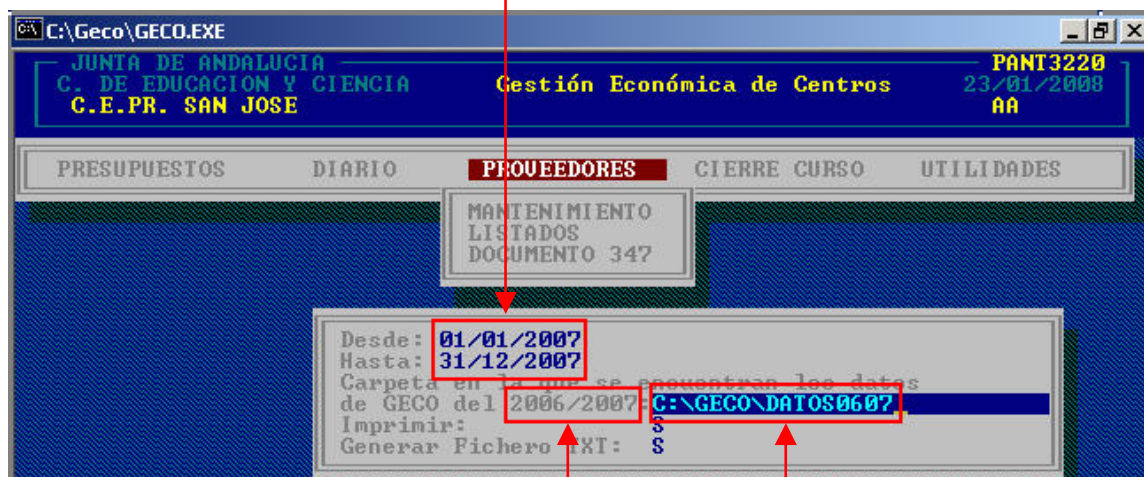 C:\Geco\GECO.EXE
JUNTA DE ANDALUCIA PANT3220
C. DE EDUCACION Y CIENCIA Gestión Económica de Centros 23/01/2008
C.E.PR. SAN JOSE AA
PRESUPUESTOS DIARIO PROVEEDORES CIERRE CURSO UTILIDADES
MANTENIMIENTO
LISTADOS
DOCUMENTO 347
Desde: 01/01/2007
Hasta: 31/12/2007
Carpeta en la que se encuentran los datos
de GECO del 2006/2007:C:\GECO\DATOS0607
Imprimir: S
Generar Fichero TXT: S